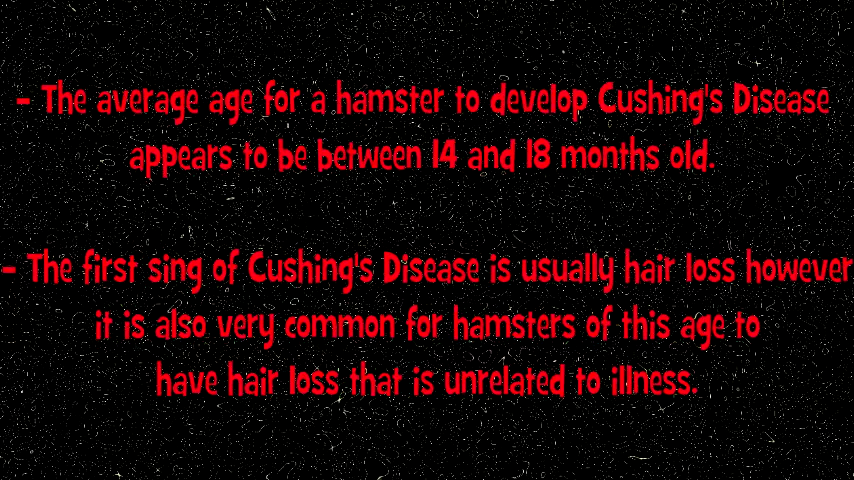 - The average age for a hamster to develop Cushing's Disease
appears to be between 14 and 18 months old.
- The first sing of Cushing's Disease is usually hair loss however
it is also very common for hamsters of this age to
have hair loss that is unrelated to illness.